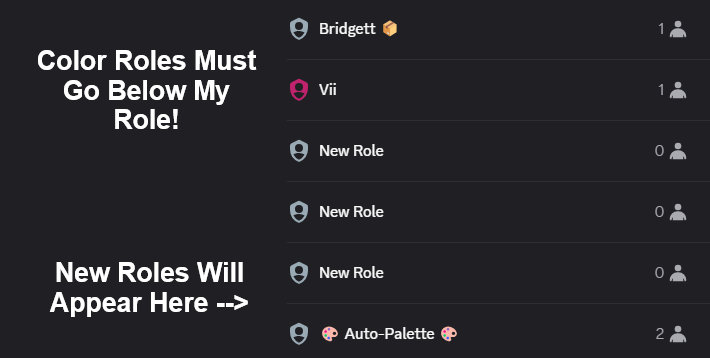 Color Roles Must
Go Below My
Role!
New Roles Will
Appear Here -->
Bridgett 📦 1
Vii 1
New Role 0
New Role 0
New Role 0
🎨 Auto-Palette 🎨 2